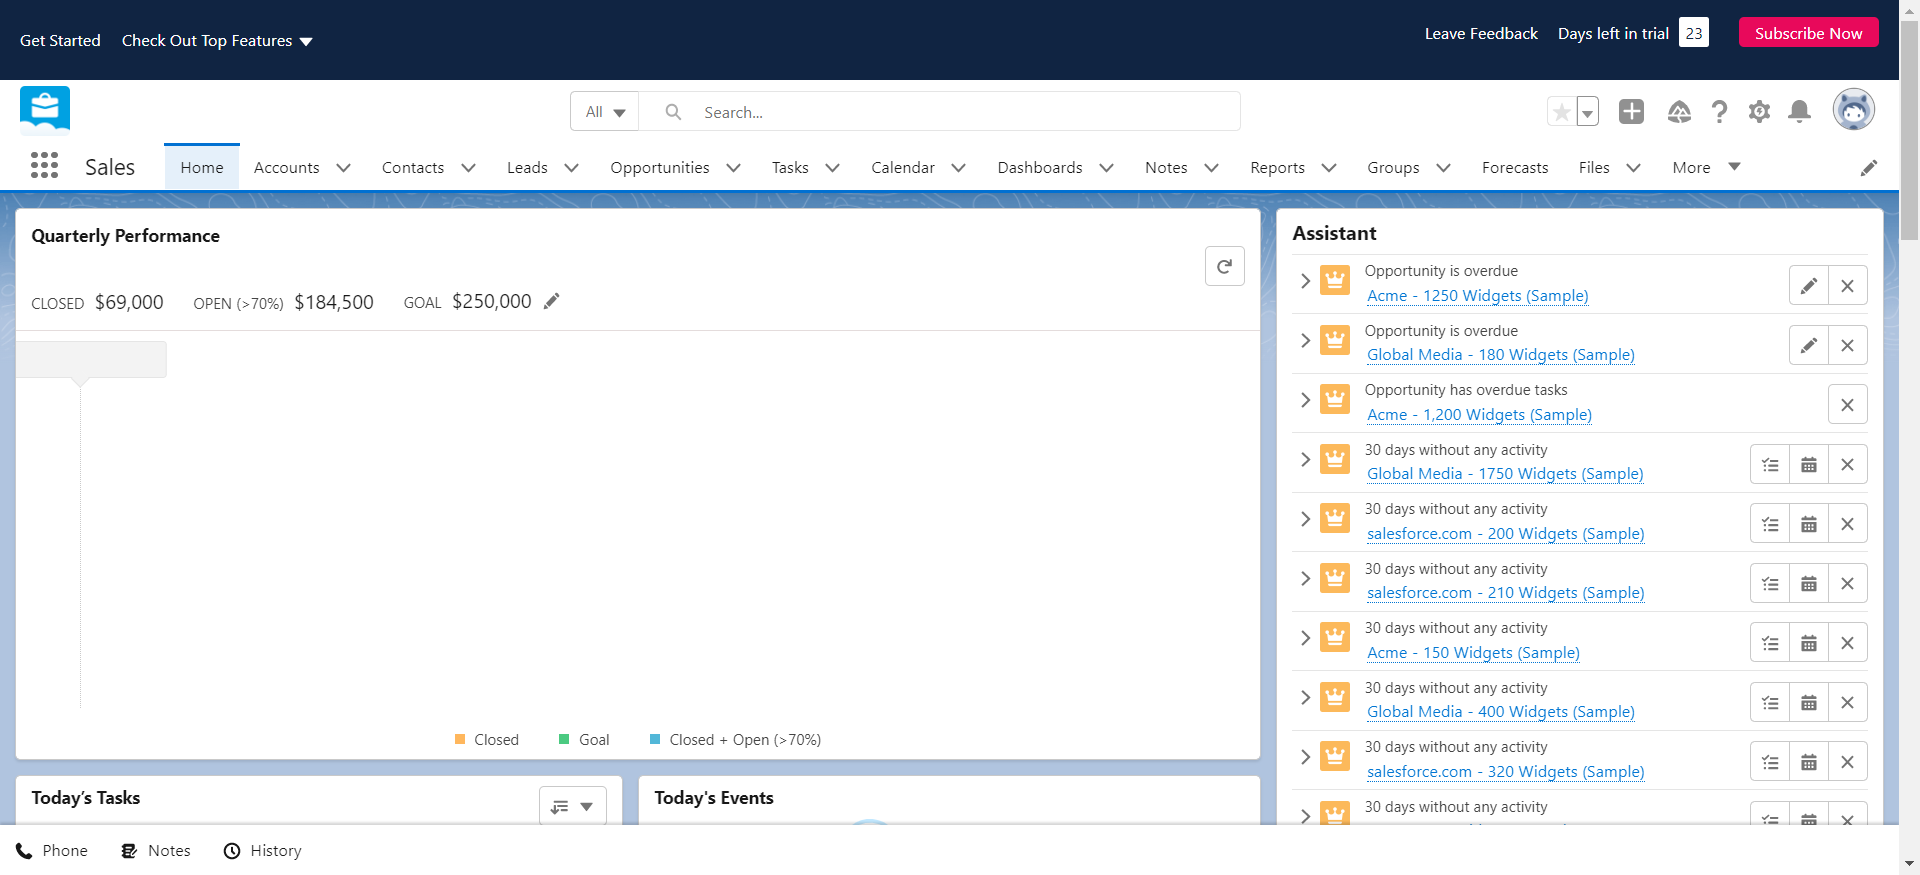 Get Started
Check Out Top Features
Leave Feedback
Days left in trial 23
Subscribe Now
All
Search...
Sales
Home
Accounts
Contacts
Leads
Opportunities
Tasks
Calendar
Dashboards
Notes
Reports
Groups
Forecasts
Files
More
Quarterly Performance
CLOSED $69,000
OPEN (>70%) $184,500
GOAL $250,000
Closed
Goal
Closed + Open (>70%)
Today’s Tasks
Today's Events
Assistant
Opportunity is overdue
Acme - 1250 Widgets (Sample)
Opportunity is overdue
Global Media - 180 Widgets (Sample)
Opportunity has overdue tasks
Acme - 1,200 Widgets (Sample)
30 days without any activity
Global Media - 1750 Widgets (Sample)
30 days without any activity
salesforce.com - 200 Widgets (Sample)
30 days without any activity
salesforce.com - 210 Widgets (Sample)
30 days without any activity
Acme - 150 Widgets (Sample)
30 days without any activity
Global Media - 400 Widgets (Sample)
30 days without any activity
salesforce.com - 320 Widgets (Sample)
30 days without any activity
Phone
Notes
History